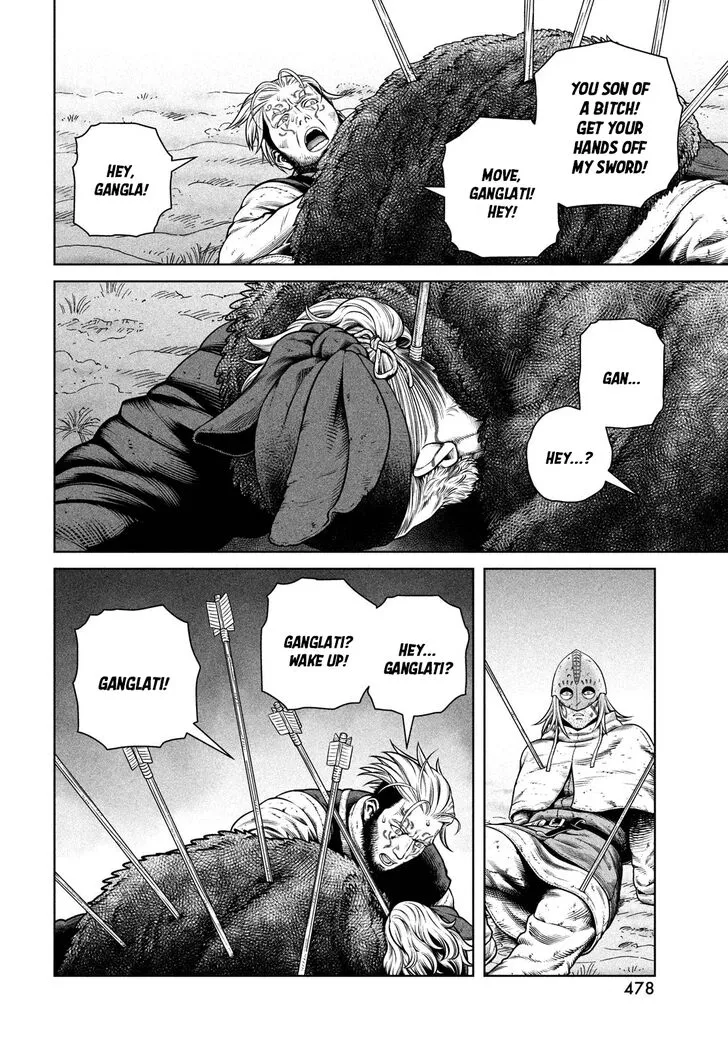 YOU SON OF
A BITCH!
GET YOUR
HANDS OFF
MY SWORD!
MOVE,
GANGLATI!
HEY!
HEY,
GANGLA!
GAN...
HEY...?
HEY...
GANGLATI?
GANGLATI?
WAKE UP!
GANGLATI!
478